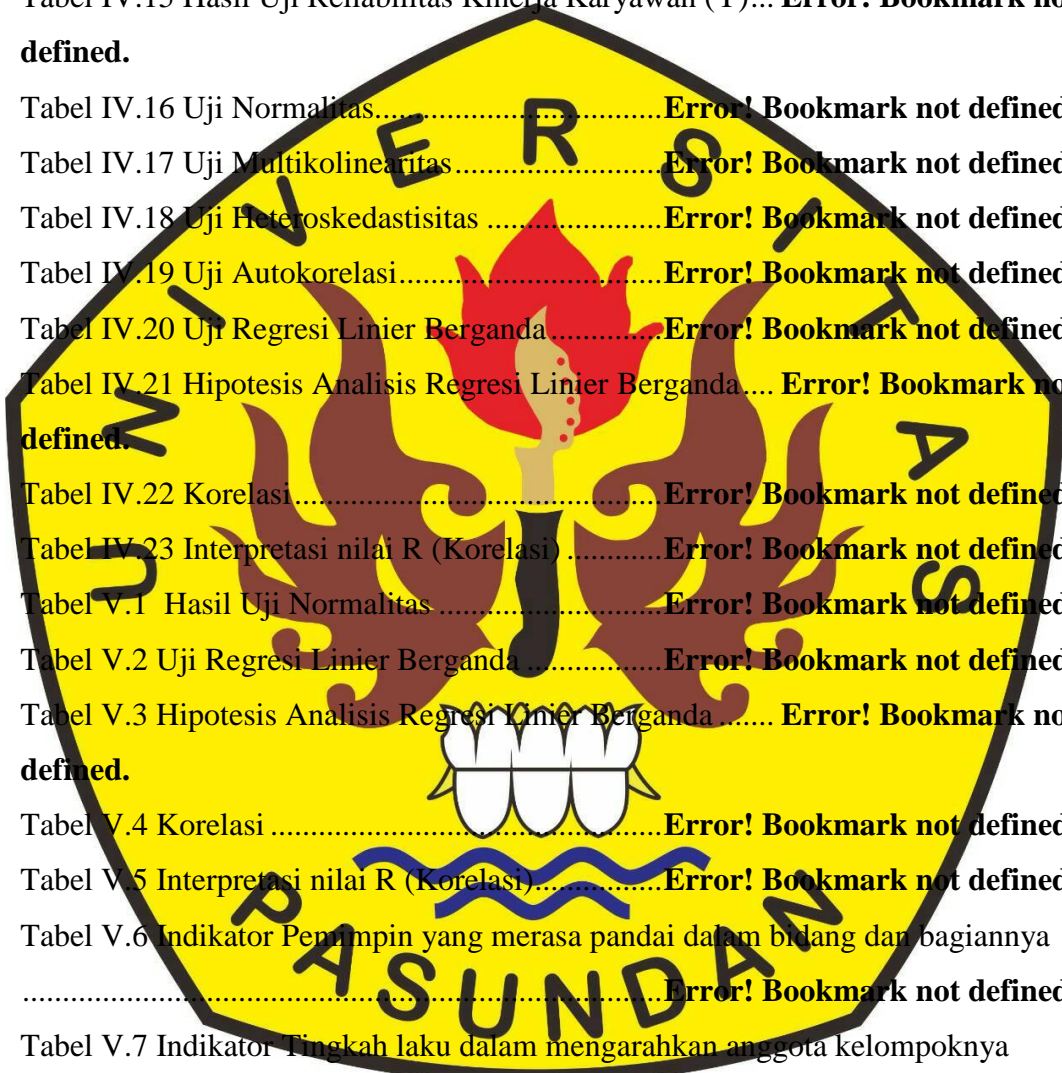 Tabel IV.15 Hasil Uji Reliabilitas Kinerja Karyawan (Y)... Error! Bookmark no
defined.
Tabel IV.16 Uji Normalitas.....................................Error! Bookmark not defined
Tabel IV.17 Uji Multikolinearitas..........................Error! Bookmark not defined
Tabel IV.18 Uji Heteroskedastisitas ......................Error! Bookmark not defined
Tabel IV.19 Uji Autokorelasi.................................Error! Bookmark not defined
Tabel IV.20 Uji Regresi Linier Berganda..............Error! Bookmark not defined
Tabel IV.21 Hipotesis Analisis Regresi Linier Berganda.... Error! Bookmark no
defined.
Tabel IV.22 Korelasi..............................................Error! Bookmark not defined
Tabel IV.23 Interpretasi nilai R (Korelasi) ............Error! Bookmark not defined
Tabel V.1  Hasil Uji Normalitas ............................Error! Bookmark not defined
Tabel V.2 Uji Regresi Linier Berganda .................Error! Bookmark not defined
Tabel V.3 Hipotesis Analisis Regresi Linier Berganda ....... Error! Bookmark no
defined.
Tabel V.4 Korelasi .................................................Error! Bookmark not defined
Tabel V.5 Interpretasi nilai R (Korelasi)................Error! Bookmark not defined
Tabel V.6 Indikator Pemimpin yang merasa pandai dalam bidang dan bagiannya
.................................................................................Error! Bookmark not defined
Tabel V.7 Indikator Tingkah laku dalam mengarahkan anggota kelompoknya
UNIVERSITAS
PASUNDAN